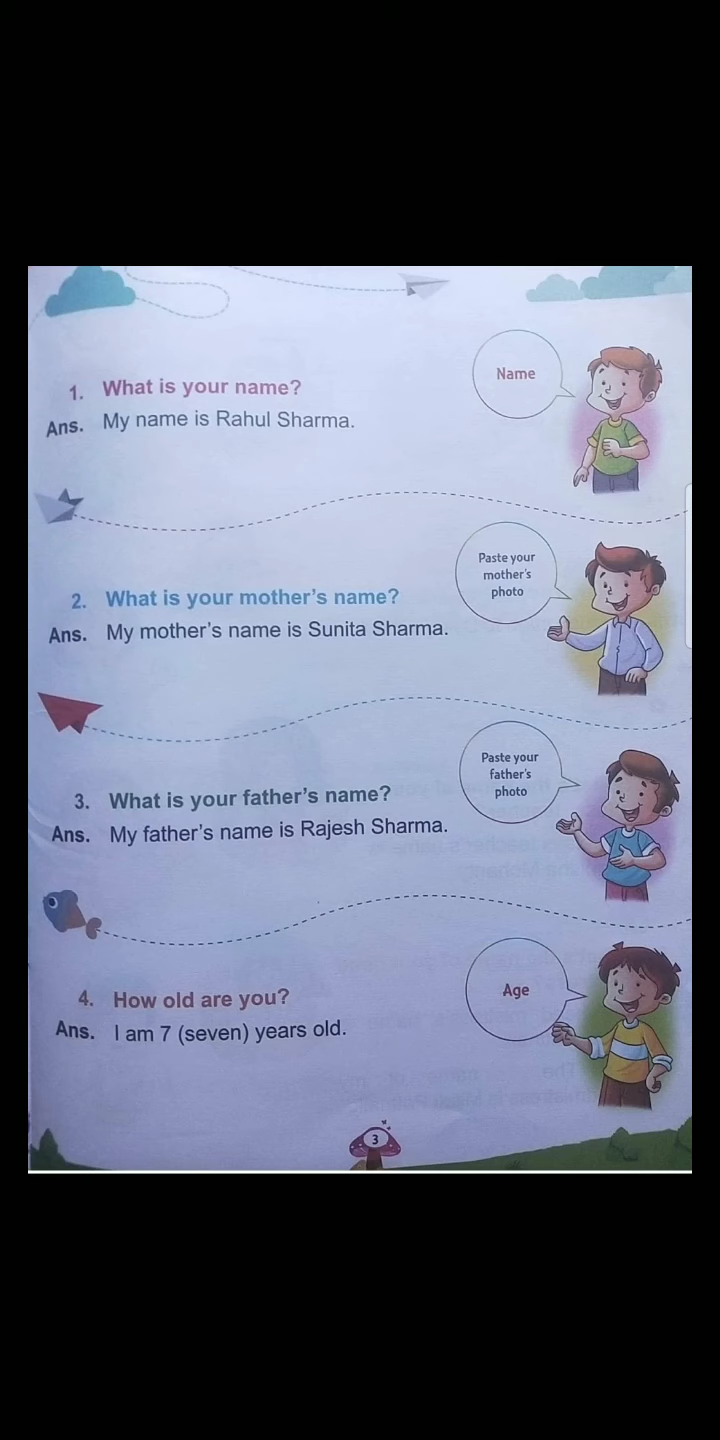 Name
1. What is your name?
Ans. My name is Rahul Sharma.
Paste your
mother's
photo
2. What is your mother's name?
Ans. My mother's name is Sunita Sharma.
Paste your
father's
photo
3. What is your father's name?
Ans. My father's name is Rajesh Sharma.
Age
4. How old are you?
Ans. I am 7 (seven) years old.
3